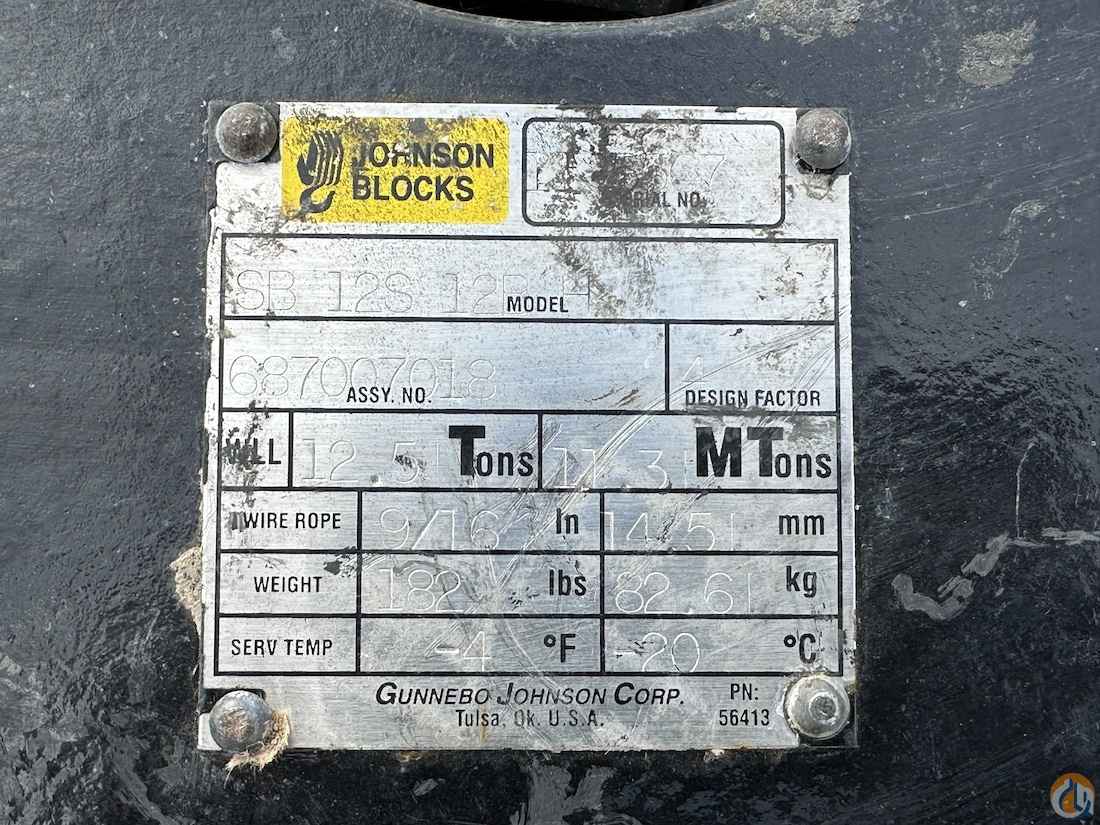 JOHNSON
BLOCKS
7
SERIAL NO.
SB 12S 12B H
MODEL
687007018
ASSY. NO.
4
DESIGN FACTOR
WLL 12.5 Tons 11.3 MTons
WIRE ROPE 9/16 In 14.5 mm
WEIGHT 182 lbs 82.6 kg
SERV TEMP -4 °F -20 °C
GUNNEBO JOHNSON CORP.
Tulsa, Ok. U.S.A.
PN:
56413